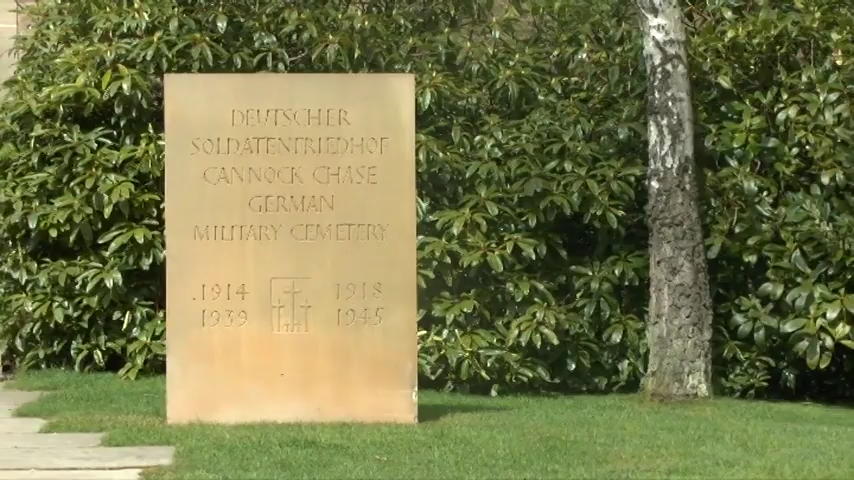 DEUTSCHER
SOLDATENFRIEDHOF
CANNOCK CHASE
GERMAN
MILITARY CEMETERY
1914 1918
1939 1945